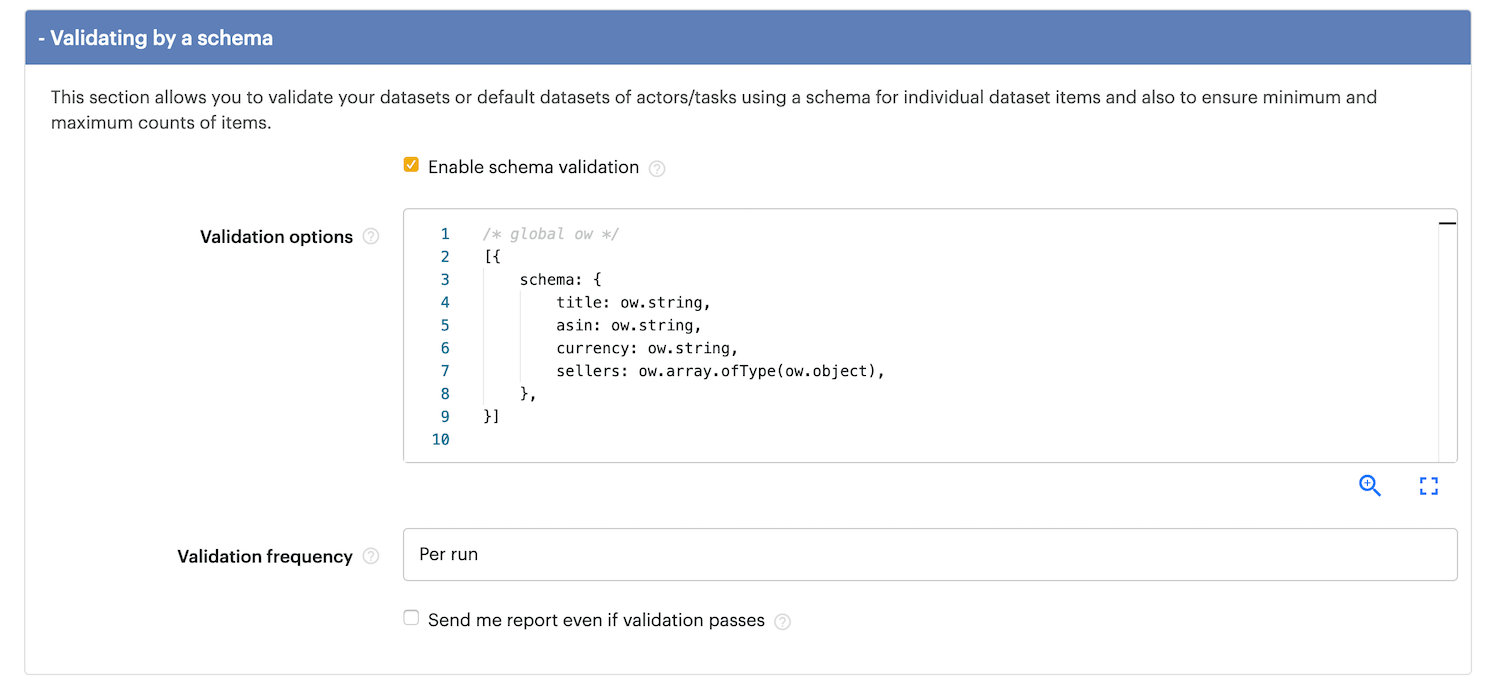 - Validating by a schema
This section allows you to validate your datasets or default datasets of actors/tasks using a schema for individual dataset items and also to ensure minimum and
maximum counts of items.
Enable schema validation ?
Validation options ?
1 /* global ow */
2 [{
3 schema: {
4 title: ow.string,
5 asin: ow.string,
6 currency: ow.string,
7 sellers: ow.array.ofType(ow.object),
8 },
9 }]
10
Validation frequency ?
Per run
Send me report even if validation passes ?